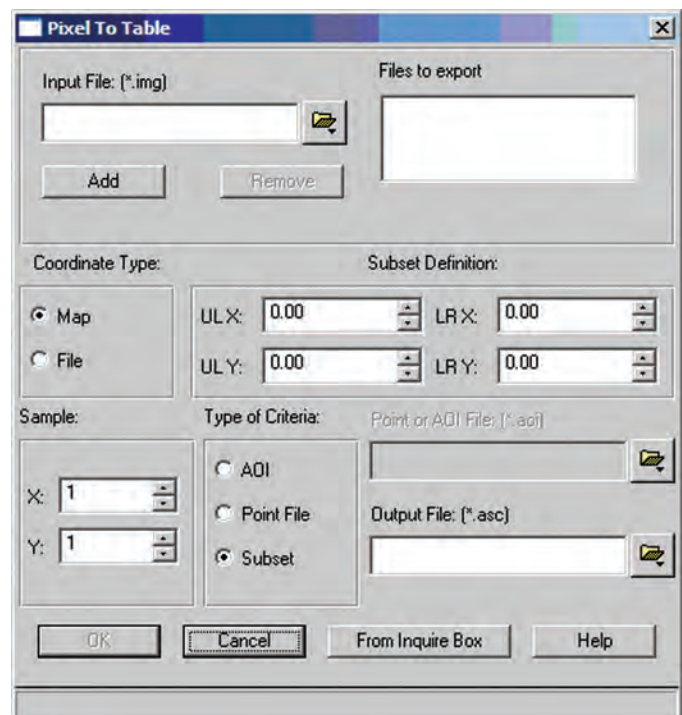 Pixel To Table
Input File: (*.img)
Files to export
Add
Remove
Coordinate Type:
Subset Definition:
Map
File
UL X: 0.00
LR X: 0.00
UL Y: 0.00
LR Y: 0.00
Sample:
X: 1
Y: 1
Type of Criteria:
AOI
Point File
Subset
Point or AOI File: (*.aoi)
Output File: (*.asc)
OK
Cancel
From Inquire Box
Help